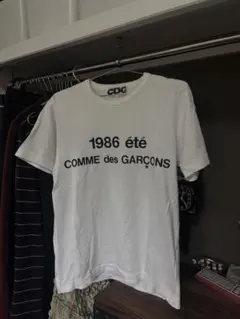 CDG
1986 été
COMME des GARÇONS